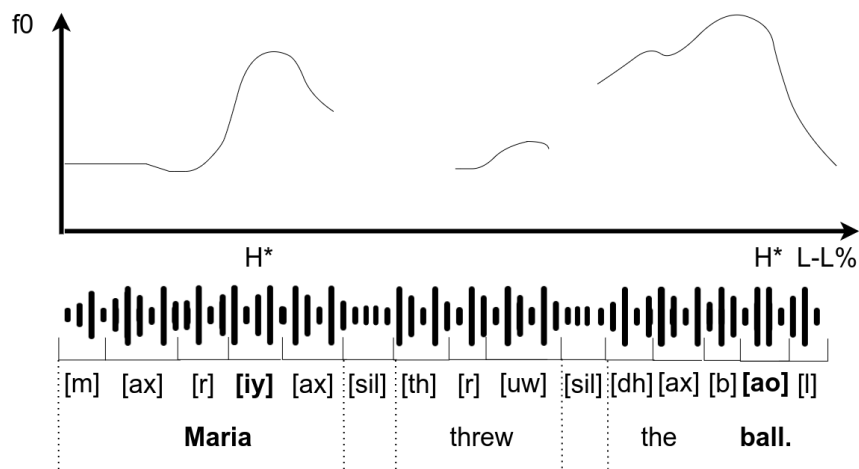 f0
H* H* L-L%
[m] [ax] [r] [iy] [ax] [sil] [th] [r] [uw] [sil] [dh] [ax] [b] [ao] [l]
Maria threw the ball.